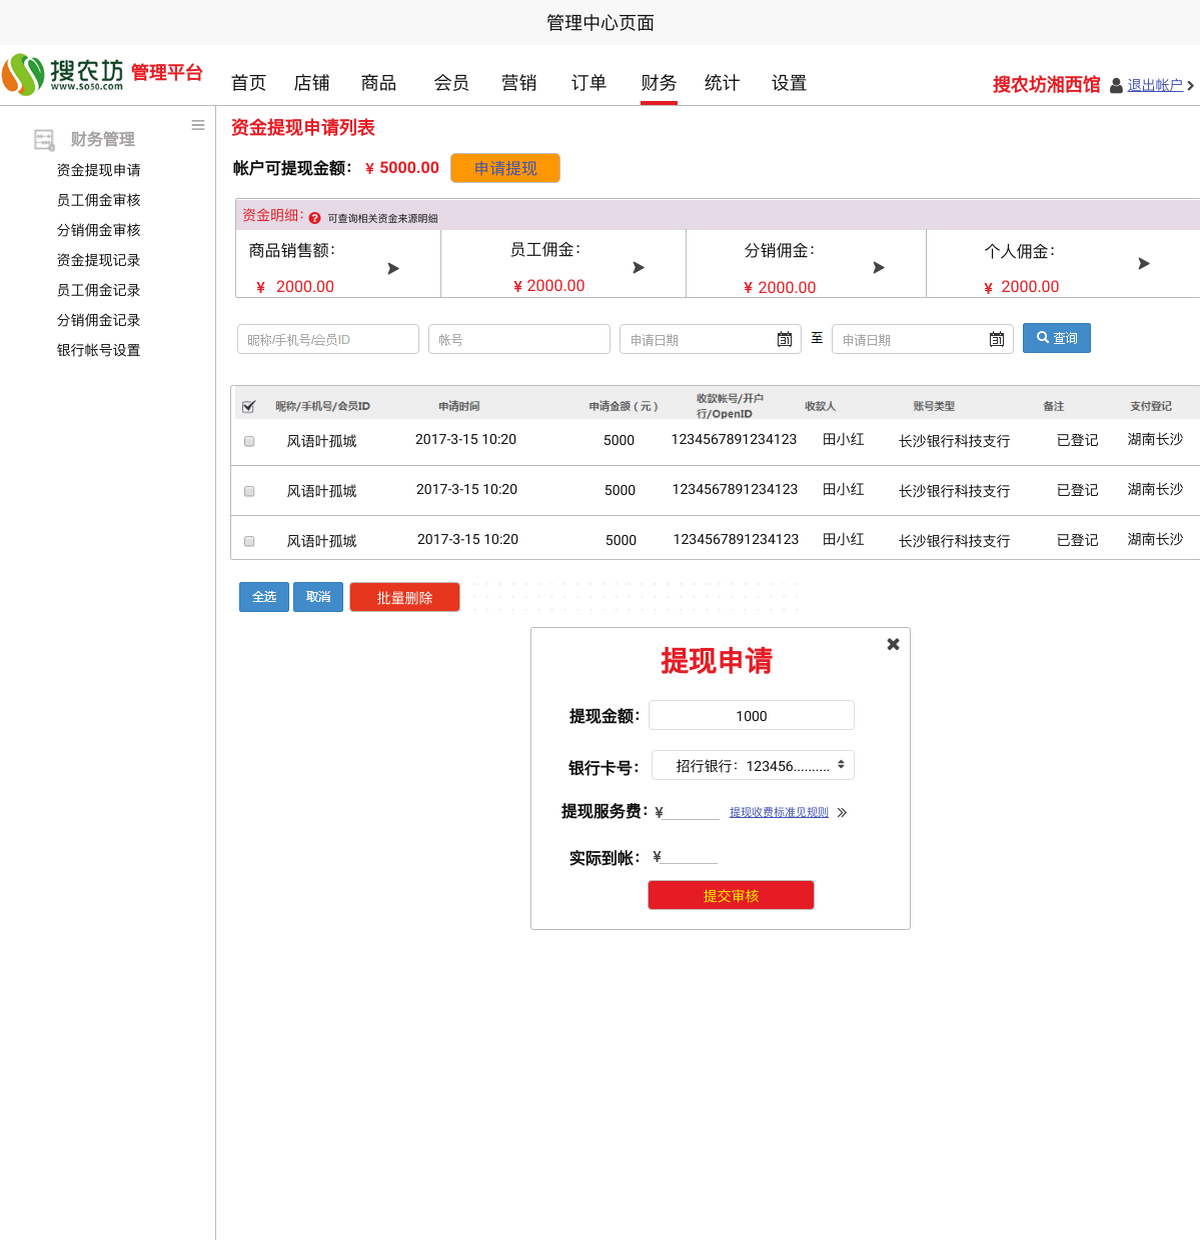 管理中心页面
搜农坊 管理平台
www.so50.com
首页 店铺 商品 会员 营销 订单 财务 统计 设置
搜农坊湘西馆 退出帐户
财务管理
资金提现申请
员工佣金审核
分销佣金审核
资金提现记录
员工佣金记录
分销佣金记录
银行帐号设置
资金提现申请列表
帐户可提现金额： ¥ 5000.00 申请提现
资金明细： 可查询相关资金来源明细
商品销售额： 员工佣金： 分销佣金： 个人佣金：
¥ 2000.00 ¥ 2000.00 ¥ 2000.00 ¥ 2000.00
昵称/手机号/会员ID 帐号 申请日期 至 申请日期 查询
昵称/手机号/会员ID 申请时间 申请金额（元） 收款帐号/开户行/OpenID 收款人 账号类型 备注 支付登记
风语叶孤城 2017-3-15 10:20 5000 1234567891234123 田小红 长沙银行科技支行 已登记 湖南长沙
风语叶孤城 2017-3-15 10:20 5000 1234567891234123 田小红 长沙银行科技支行 已登记 湖南长沙
风语叶孤城 2017-3-15 10:20 5000 1234567891234123 田小红 长沙银行科技支行 已登记 湖南长沙
全选 取消 批量删除
提现申请
提现金额： 1000
银行卡号： 招行银行：123456..........
提现服务费：¥ 提现收费标准见规则
实际到帐： ¥
提交审核